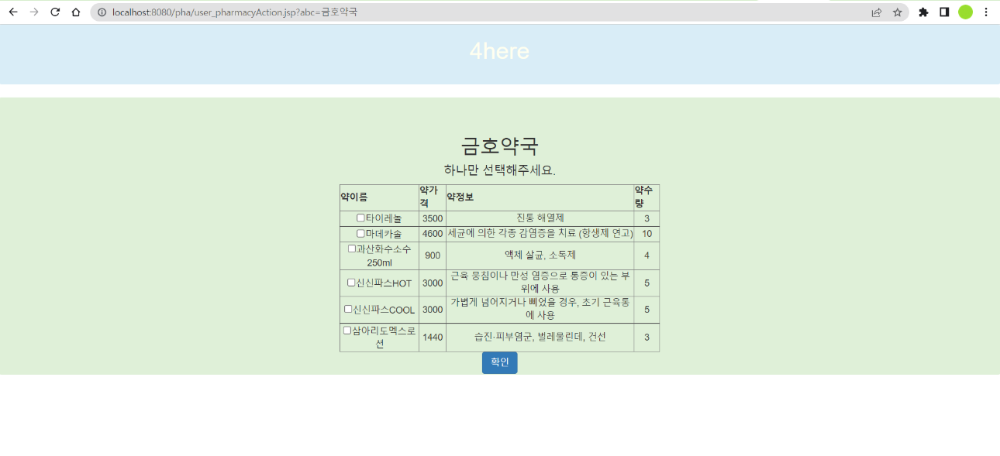 localhost:8080/pha/user_pharmacyAction.jsp?abc=금호약국
4here
금호약국
하나만 선택해주세요.
약이름 약가격 약정보 약수량
타이레놀 3500 진통 해열제 3
마데카솔 4600 세균에 의한 각종 감염증을 치료 (항생제 연고) 10
과산화수소수 250ml 900 액체 살균, 소독제 4
신신파스HOT 3000 근육 뭉침이나 만성 염증으로 통증이 있는 부위에 사용 5
신신파스COOL 3000 가볍게 넘어지거나 삐었을 경우, 초기 근육통에 사용 5
삼아리도멕스로션 1440 습진·피부염군, 벌레물린데, 건선 3
확인